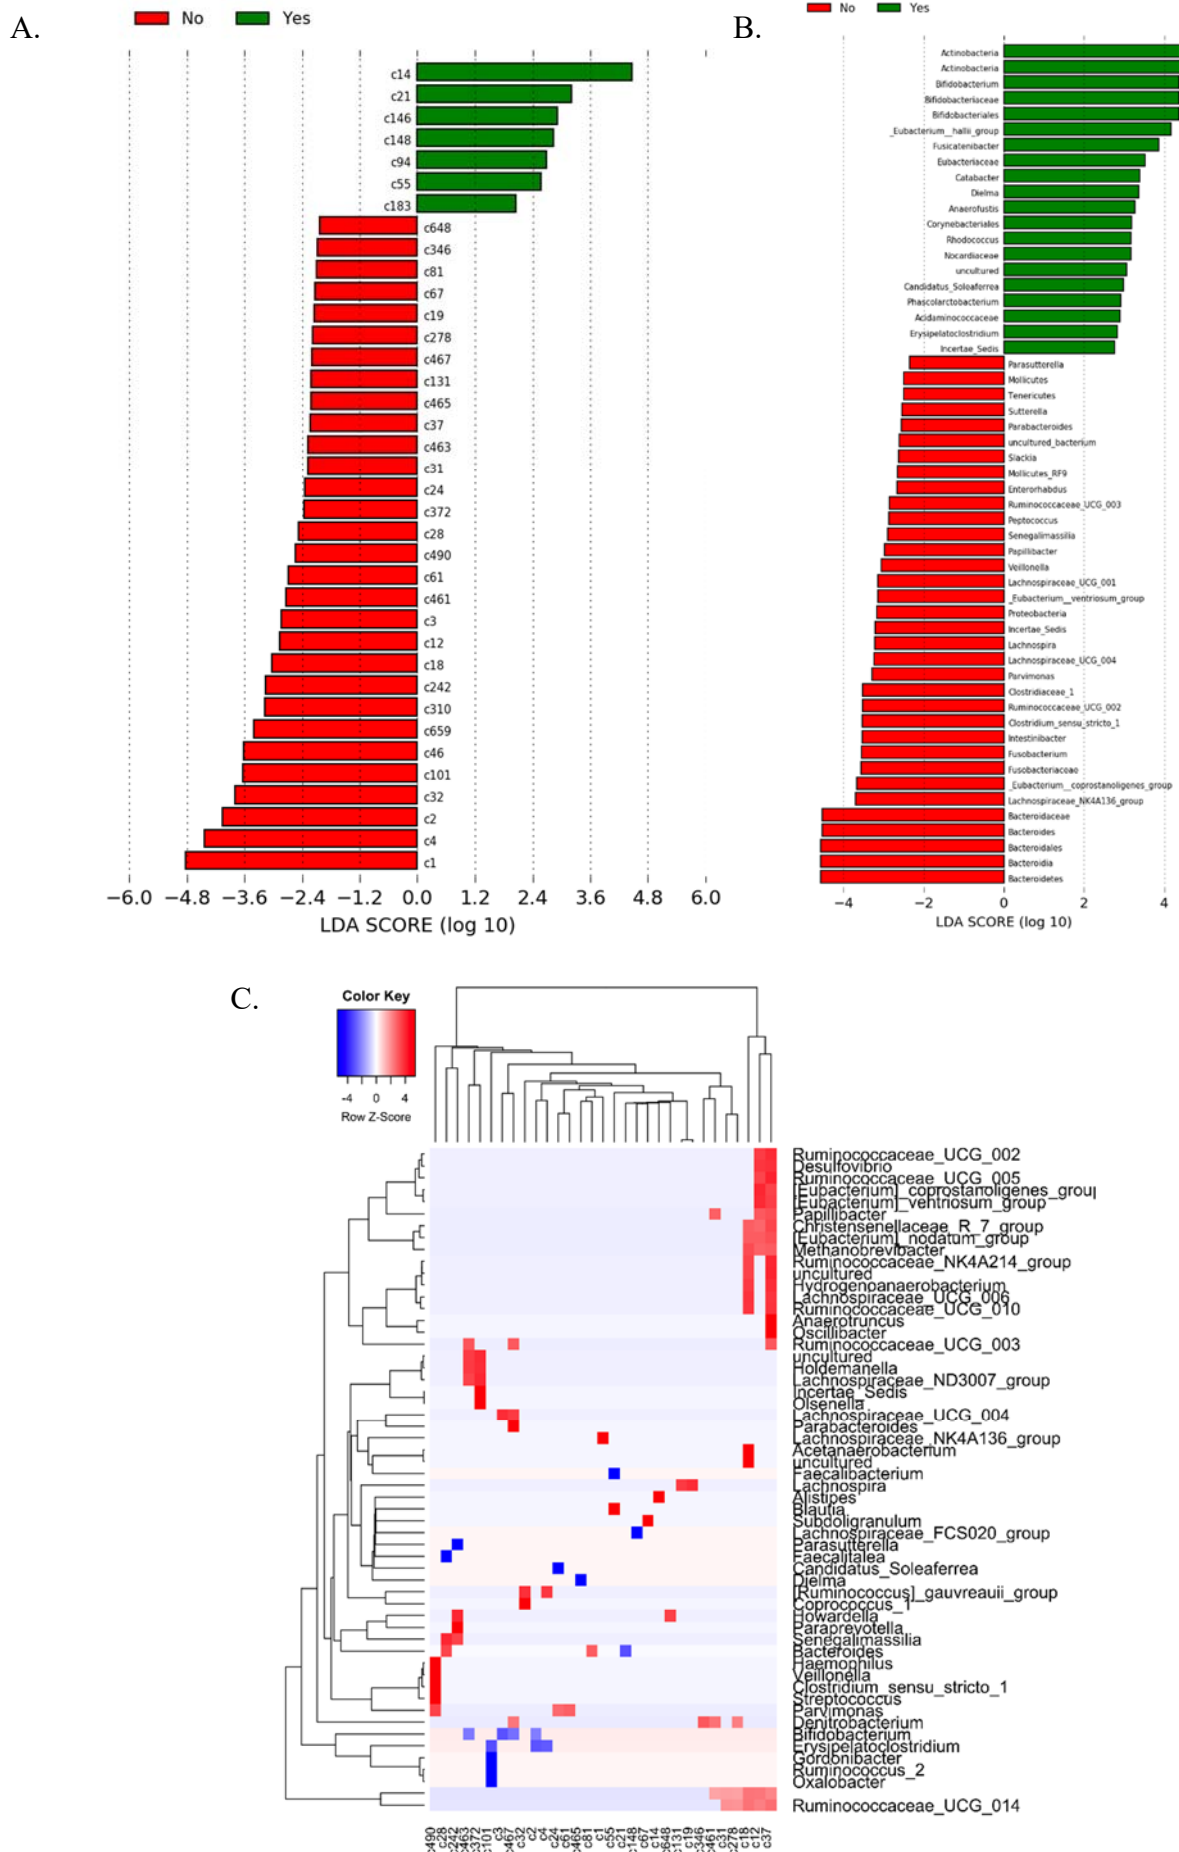 A.
No Yes
c14
c21
c146
c148
c94
c55
c183
c648
c346
c81
c67
c19
c278
c467
c131
c465
c37
c463
c31
c24
c372
c28
c490
c61
c461
c3
c12
c18
c242
c310
c659
c46
c101
c32
c2
c4
c1
−6.0 −4.8 −3.6 −2.4 −1.2 0.0 1.2 2.4 3.6 4.8 6.0
LDA SCORE (log 10)
B.
No Yes
Actinobacteria
Actinobacteria
Bifidobacterium
Bifidobacteriaceae
Bifidobacteriales
_Eubacterium__hallii_group
Fusicatenibacter
Eubacteriaceae
Catabacter
Dielma
Anaerofustis
Corynebacteriales
Rhodococcus
Nocardiaceae
uncultured
Candidatus_Soleaferrea
Phascolarctobacterium
Acidaminococcaceae
Erysipelatoclostridium
Incertae_Sedis
Parasutterella
Mollicutes
Tenericutes
Sutterella
Parabacteroides
uncultured_bacterium
Slackia
Mollicutes_RF9
Enterorhabdus
Ruminococcaceae_UCG_003
Peptococcus
Senegalimassilia
Papillibacter
Veillonella
Lachnospiraceae_UCG_001
_Eubacterium__ventriosum_group
Proteobacteria
Incertae_Sedis
Lachnospira
Lachnospiraceae_UCG_004
Parvimonas
Clostridiaceae_1
Ruminococcaceae_UCG_002
Clostridium_sensu_stricto_1
Intestinibacter
Fusobacterium
Fusobacteriaceae
_Eubacterium__coprostanoligenes_group
Lachnospiraceae_NK4A136_group
Bacteroidaceae
Bacteroides
Bacteroidales
Bacteroidia
Bacteroidetes
−4 −2 0 2 4
LDA SCORE (log 10)
C.
Color Key
-4 0 4
Row Z-Score
Ruminococcaceae_UCG_002
Desulfovibrio
Ruminococcaceae_UCG_005
[Eubacterium]_coprostanoligenes_group
[Eubacterium]_ventriosum_group
Papillibacter
Christensenellaceae_R_7_group
[Eubacterium]_nodatum_group
Methanobrevibacter
Ruminococcaceae_NK4A214_group
uncultured
Hydrogenoanaerobacterium
Lachnospiraceae_UCG_006
Ruminococcaceae_UCG_010
Anaerotruncus
Oscillibacter
Ruminococcaceae_UCG_003
uncultured
Holdemanella
Lachnospiraceae_ND3007_group
Incertae_Sedis
Olsenella
Lachnospiraceae_UCG_004
Parabacteroides
Lachnospiraceae_NK4A136_group
Acetanaerobacterium
uncultured
Faecalibacterium
Lachnospira
Alistipes
Blautia
Subdoligranulum
Lachnospiraceae_FCS020_group
Parasutterella
Faecalitalea
Candidatus_Soleaferrea
Dielma
[Ruminococcus]_gauvreauii_group
Coprococcus_1
Howardella
Paraprevotella
Senegalimassilia
Bacteroides
Haemophilus
Veillonella
Clostridium_sensu_stricto_1
Streptococcus
Parvimonas
Denitrobacterium
Bifidobacterium
Erysipelatoclostridium
Gordonibacter
Ruminococcus_2
Oxalobacter
Ruminococcaceae_UCG_014
c490 c28 c242 c463 c372 c101 c3 c467 c32 c2 c4 c24 c61 c465 c81 c1 c55 c21 c148 c67 c14 c648 c131 c19 c346 c461 c31 c278 c18 c12 c37